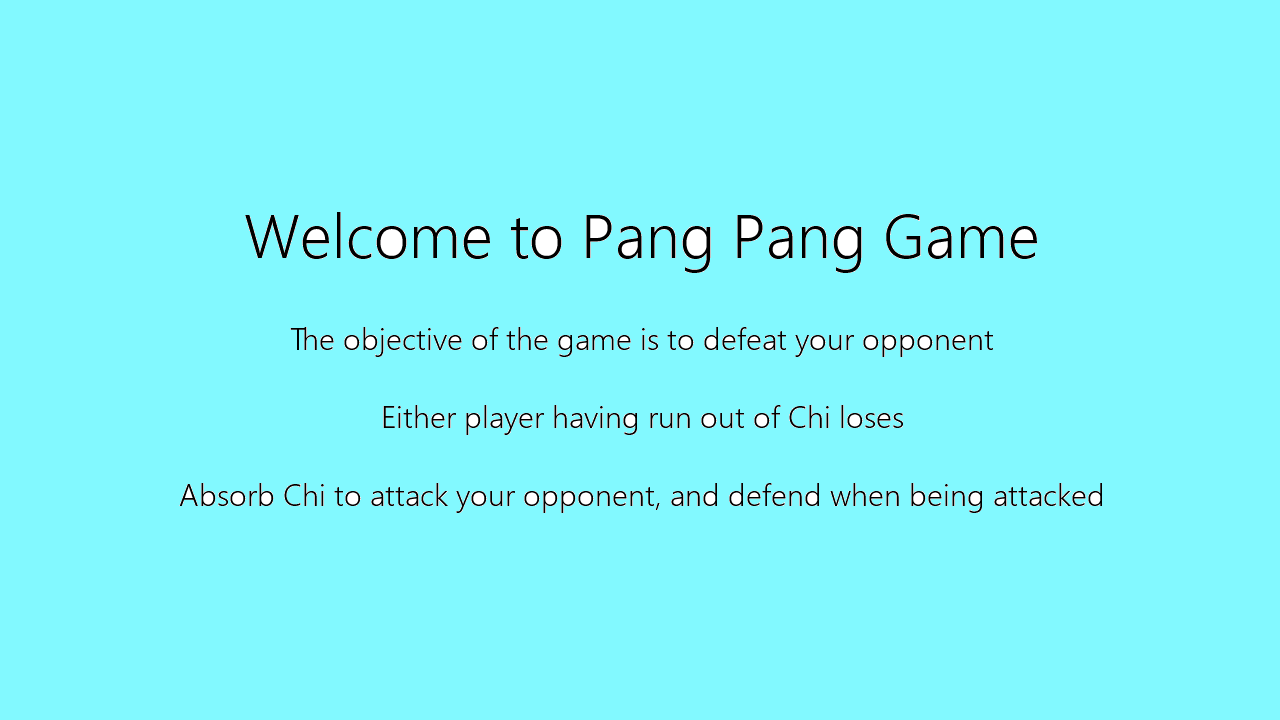 Welcome to Pang Pang Game
The objective of the game is to defeat your opponent
Either player having run out of Chi loses
Absorb Chi to attack your opponent, and defend when being attacked